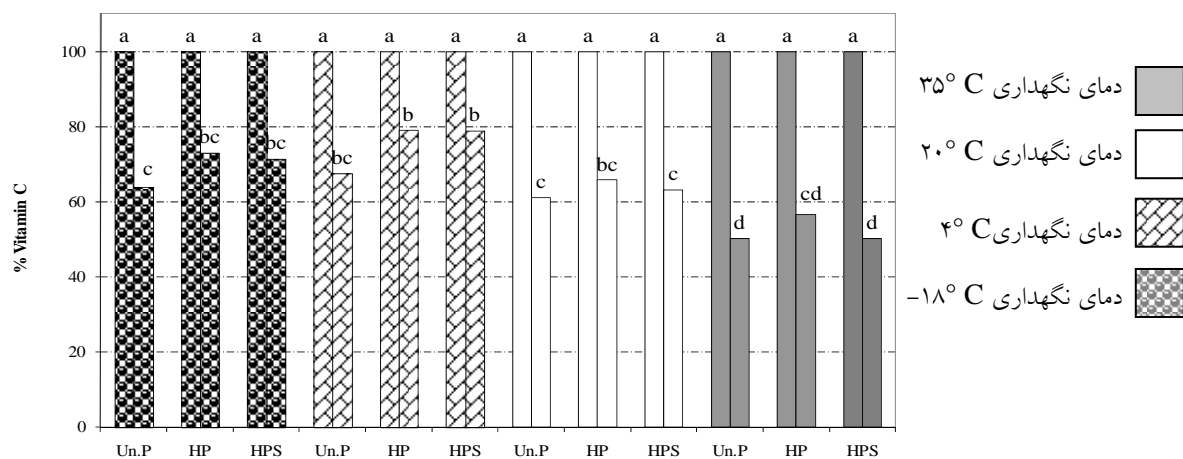 a a a a a a a a a a a a
100
80
60
40
20
0
% Vitamin C
c bc bc bc b b c bc c d cd d
Un.P HP HPS Un.P HP HPS Un.P HP HPS Un.P HP HPS
دمای نگهداری ۳۵° C
دمای نگهداری ۲۰° C
دمای نگهداری ۴° C
دمای نگهداری -۱۸° C